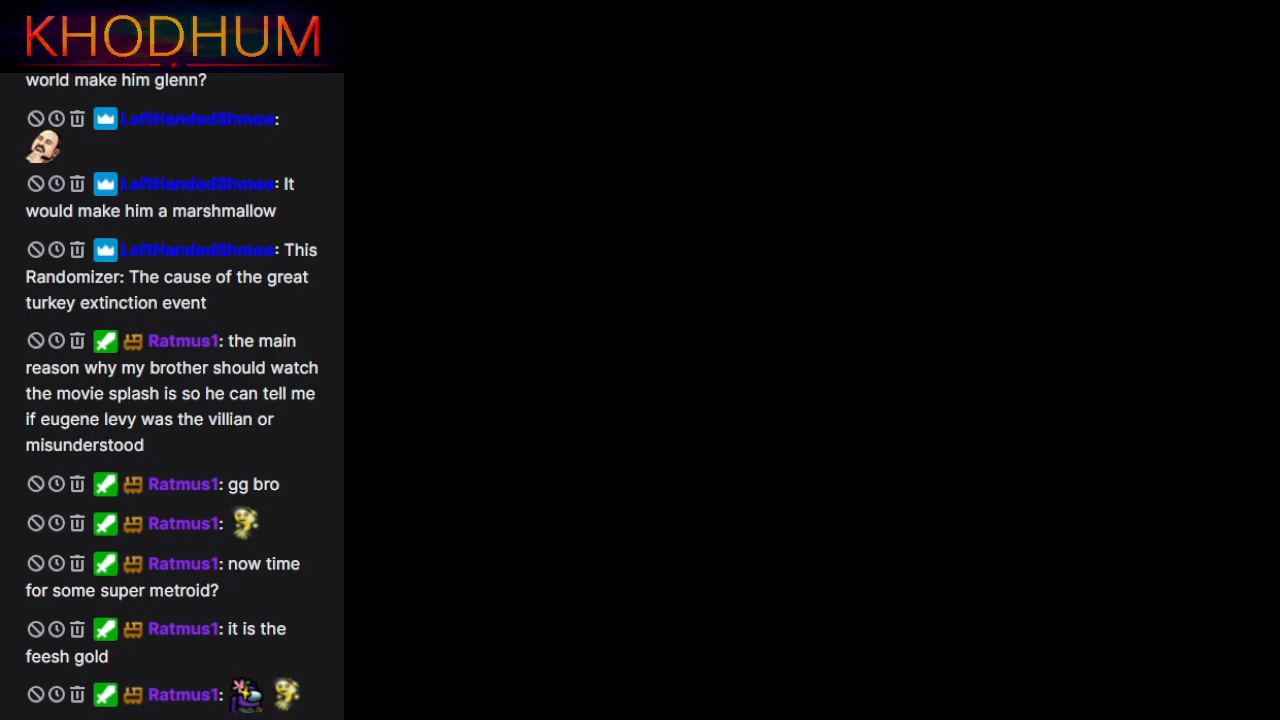 KHODHUM
world make him glenn?
LeftHandedShmoe:
LeftHandedShmoe: It
would make him a marshmallow
LeftHandedShmoe: This
Randomizer: The cause of the great
turkey extinction event
Ratmus1: the main
reason why my brother should watch
the movie splash is so he can tell me
if eugene levy was the villian or
misunderstood
Ratmus1: gg bro
Ratmus1:
Ratmus1: now time
for some super metroid?
Ratmus1: it is the
feesh gold
Ratmus1: